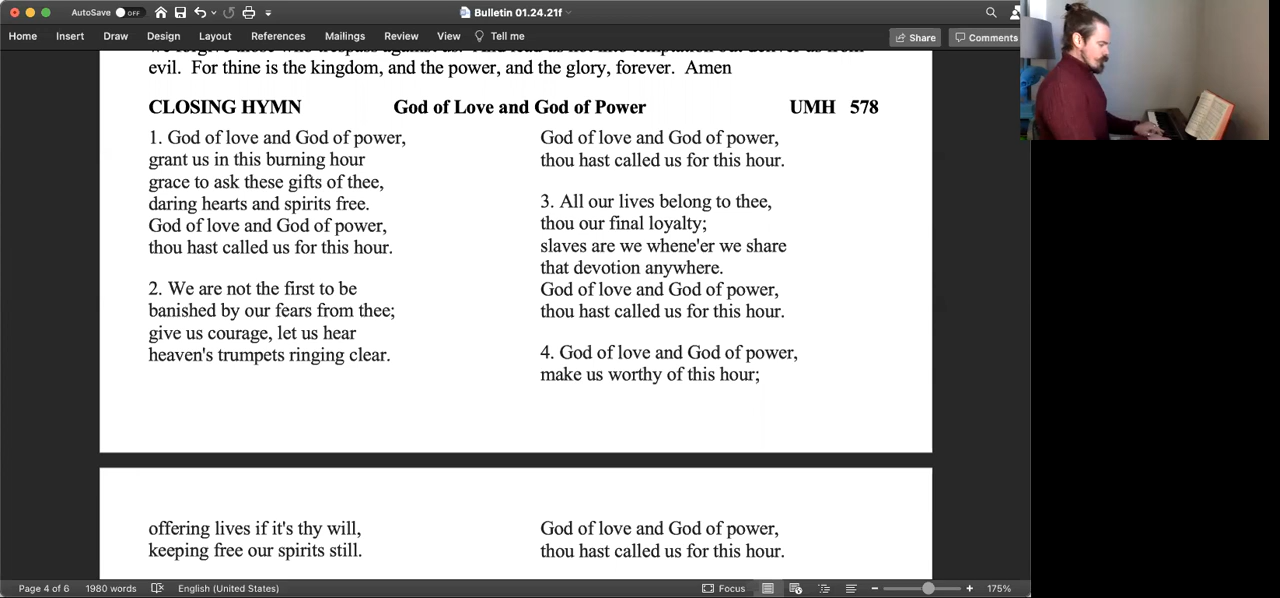 AutoSave OFF
Bulletin 01.24.21f
Home Insert Draw Design Layout References Mailings Review View Tell me Share Comments
evil. For thine is the kingdom, and the power, and the glory, forever. Amen
CLOSING HYMN God of Love and God of Power UMH 578
1. God of love and God of power,
grant us in this burning hour
grace to ask these gifts of thee,
daring hearts and spirits free.
God of love and God of power,
thou hast called us for this hour.
2. We are not the first to be
banished by our fears from thee;
give us courage, let us hear
heaven's trumpets ringing clear.
God of love and God of power,
thou hast called us for this hour.
3. All our lives belong to thee,
thou our final loyalty;
slaves are we whene'er we share
that devotion anywhere.
God of love and God of power,
thou hast called us for this hour.
4. God of love and God of power,
make us worthy of this hour;
offering lives if it's thy will,
keeping free our spirits still.
God of love and God of power,
thou hast called us for this hour.
Page 4 of 6 1980 words English (United States) Focus 175%